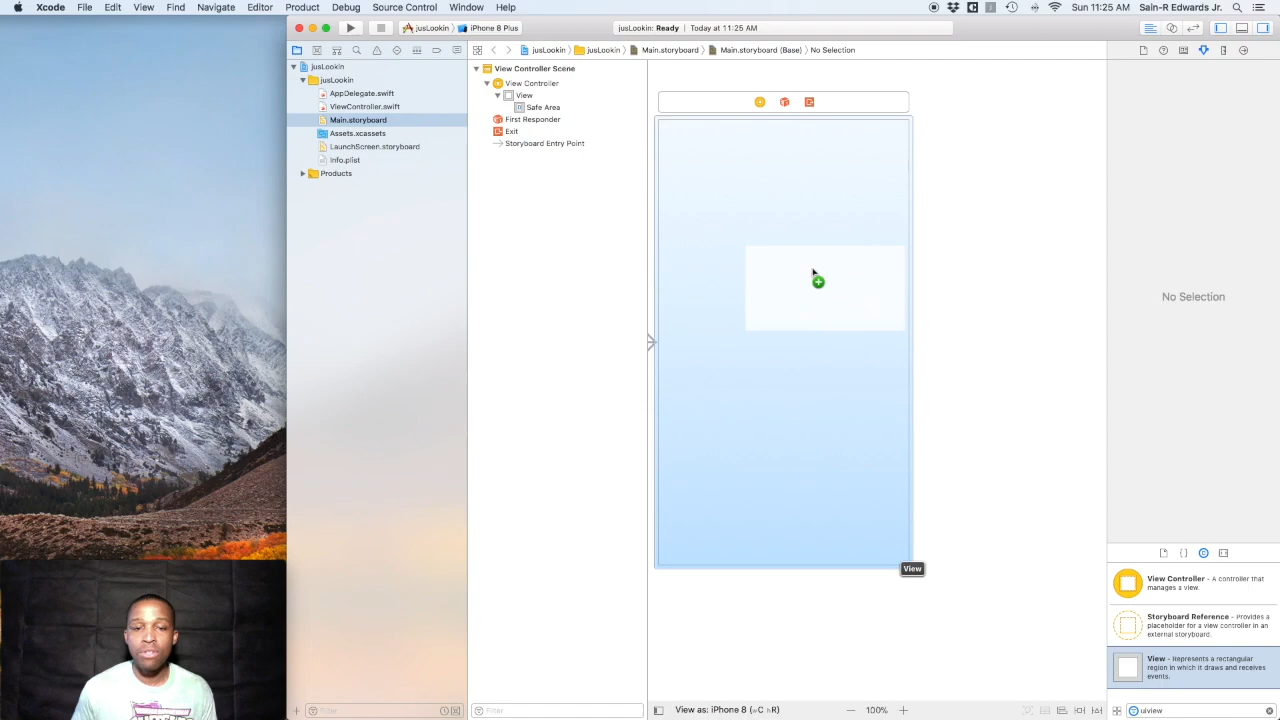 Xcode File Edit View Find Navigate Editor Product Debug Source Control Window Help Sun 11:25 AM Sain-R Edwards Jr.
jusLookin iPhone 8 Plus jusLookin: Ready Today at 11:25 AM
jusLookin jusLookin Main.storyboard Main.storyboard (Base) No Selection
jusLookin
jusLookin
AppDelegate.swift
ViewController.swift
Main.storyboard
Assets.xcassets
LaunchScreen.storyboard
Info.plist
Products
View Controller Scene
View Controller
View
Safe Area
First Responder
Exit
Storyboard Entry Point
View
No Selection
View Controller - A controller that
manages a view.
Storyboard Reference - Provides a
placeholder for a view controller in an
external storyboard.
View - Represents a rectangular
region in which it draws and receives
events.
Filter
Filter
View as: iPhone 8 (wC hR)
100%
uiview